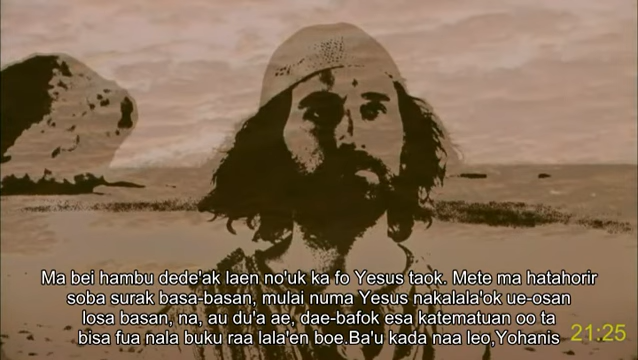 Ma bei hambu dede'ak laen no'uk ka fo Yesus taok. Mete ma hatahorir
soba surak basa-basan, mulai numa Yesus nakalala'ok ue-osan
losa basan, na, au du'a ae, dae-bafok esa katematuan oo ta
bisa fua nala buku raa lala'en boe.Ba'u kada naa leo,Yohanis
21:25